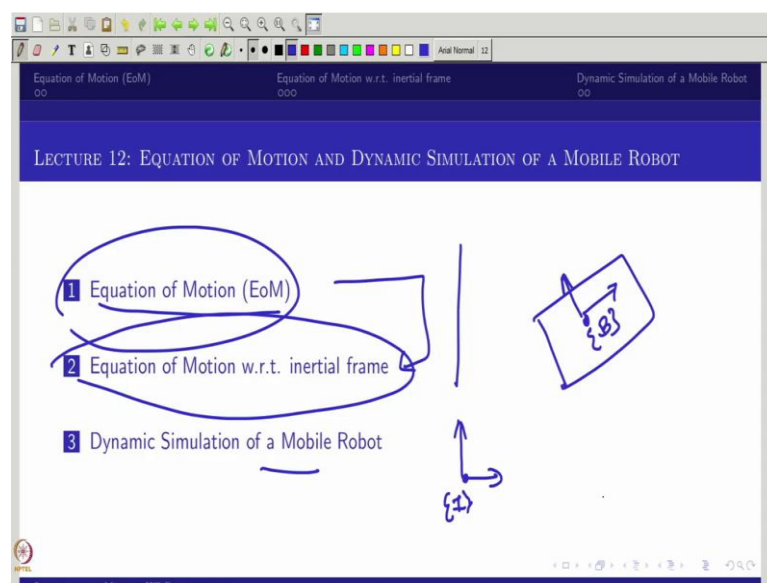 T
Arial Normal 12
Equation of Motion (EoM)
Equation of Motion w.r.t. inertial frame
Dynamic Simulation of a Mobile Robot
LECTURE 12: EQUATION OF MOTION AND DYNAMIC SIMULATION OF A MOBILE ROBOT
1 Equation of Motion (EoM)
2 Equation of Motion w.r.t. inertial frame
3 Dynamic Simulation of a Mobile Robot
{B}
{I}
NPTEL